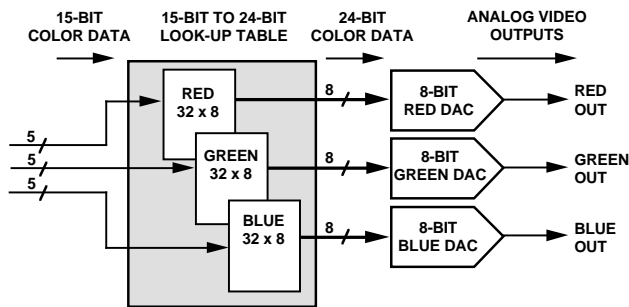 15-BIT
COLOR DATA
15-BIT TO 24-BIT
LOOK-UP TABLE
24-BIT
COLOR DATA
ANALOG VIDEO
OUTPUTS
RED
32 x 8
8
8-BIT
RED DAC
RED
OUT
5
5
5
GREEN
32 x 8
8
8-BIT
GREEN DAC
GREEN
OUT
BLUE
32 x 8
8
8-BIT
BLUE DAC
BLUE
OUT